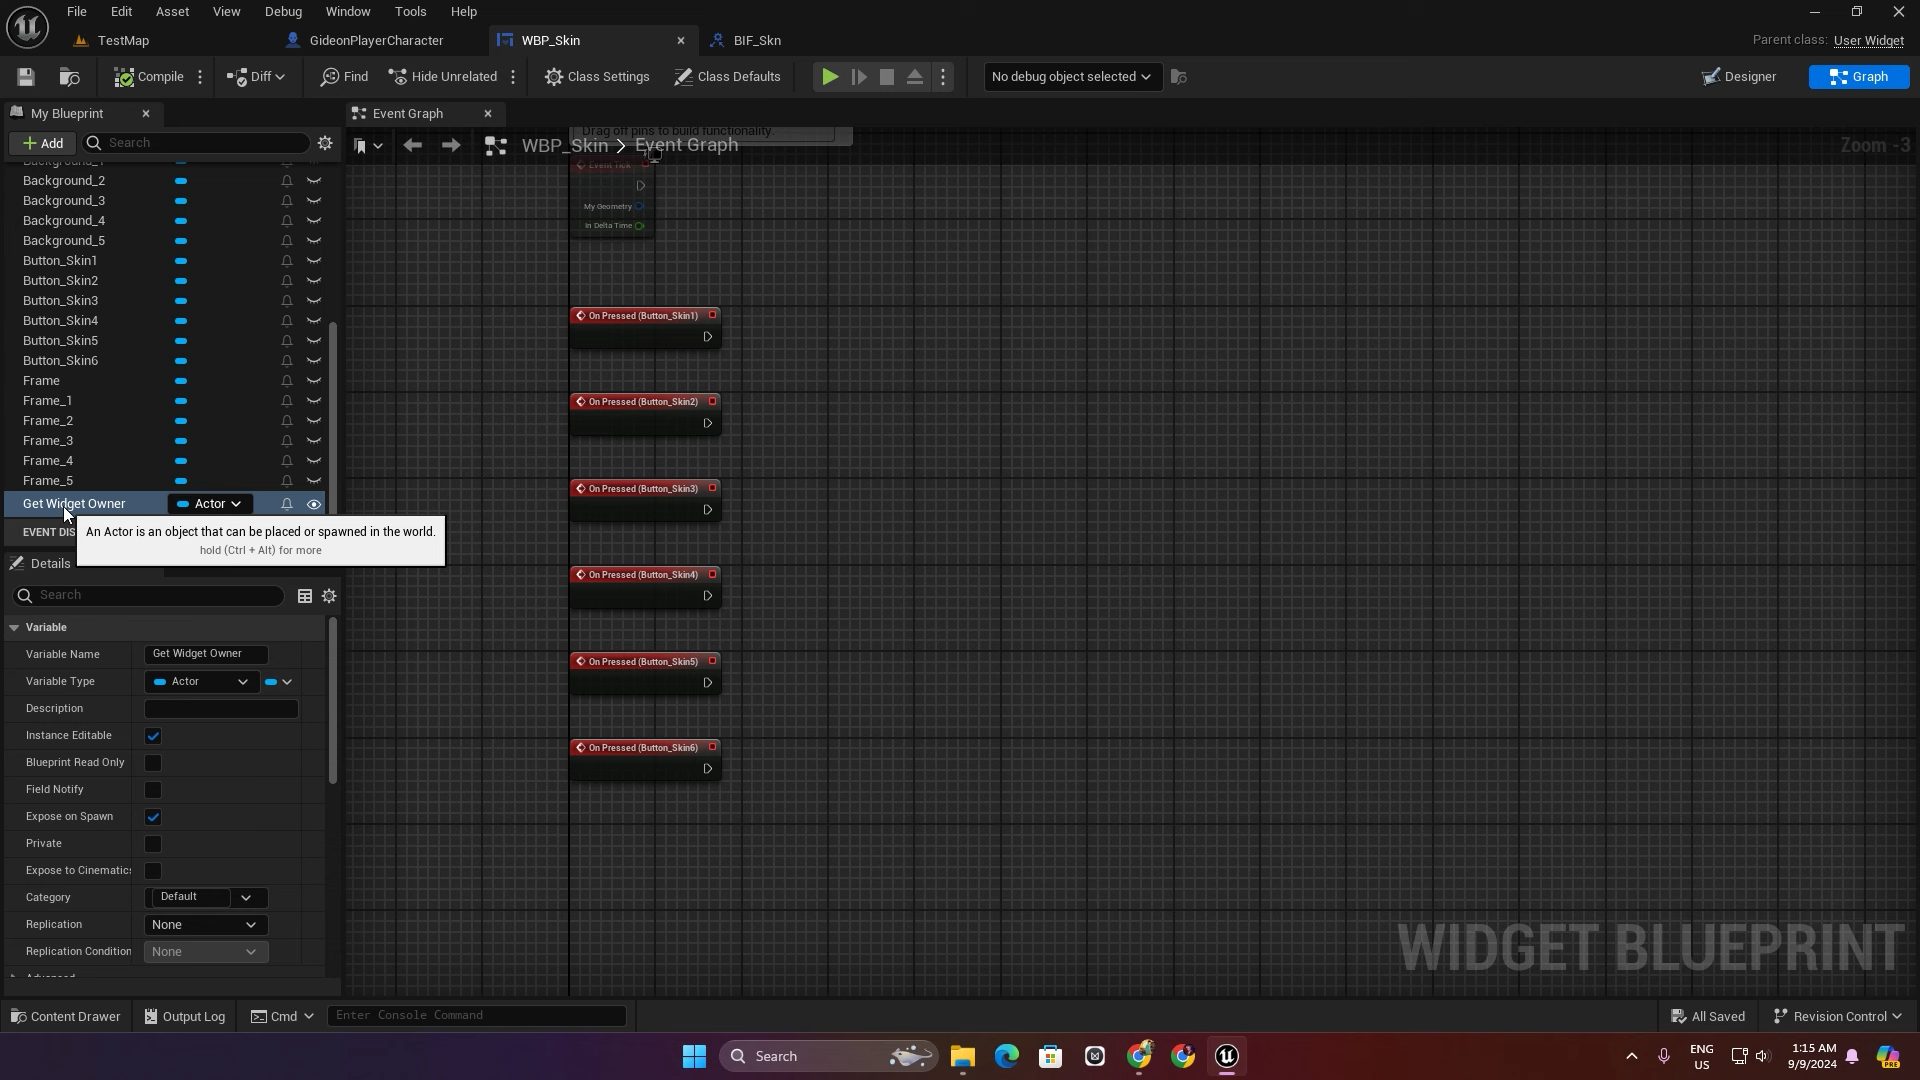 File Edit Asset View Window Debug Tools Help
TestMap GideonPlayerCharacter WBP_Skin BIF_Skn
Parent class: User Widget
Compile Diff Find Hide Unrelated Class Settings Class Defaults No debug object selected Designer Graph
My Blueprint Event Graph
Add Search
WBP_Skin > Event Graph
Zoom -3
Drag off pins to build functionality.
Event Tick
My Geometry
In Delta Time
Background_1
Background_2
Background_3
Background_4
Background_5
Button_Skin1
Button_Skin2
Button_Skin3
Button_Skin4
Button_Skin5
Button_Skin6
Frame
Frame_1
Frame_2
Frame_3
Frame_4
Frame_5
Get Widget Owner Actor
EVENT DIS
An Actor is an object that can be placed or spawned in the world.
hold (Ctrl + Alt) for more
On Pressed (Button_Skin1)
On Pressed (Button_Skin2)
On Pressed (Button_Skin3)
On Pressed (Button_Skin4)
On Pressed (Button_Skin5)
On Pressed (Button_Skin6)
Details
Search
Variable
Variable Name Get Widget Owner
Variable Type Actor
Description
Instance Editable
Blueprint Read Only
Field Notify
Expose on Spawn
Private
Expose to Cinematics
Category Default
Replication None
Replication Condition None
Advanced
WIDGET BLUEPRINT
Content Drawer Output Log Cmd Enter Console Command All Saved Revision Control
Search
ENG
US
1:15 AM
9/9/2024
PRE